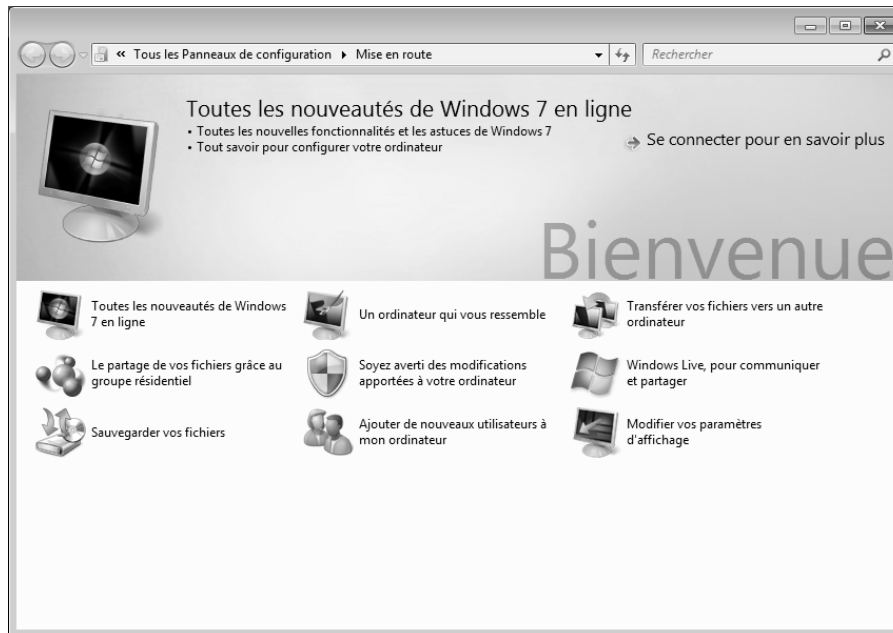 « Tous les Panneaux de configuration ▸ Mise en route
Rechercher
Toutes les nouveautés de Windows 7 en ligne
• Toutes les nouvelles fonctionnalités et les astuces de Windows 7
• Tout savoir pour configurer votre ordinateur
Se connecter pour en savoir plus
Bienvenue
Toutes les nouveautés de Windows
7 en ligne
Un ordinateur qui vous ressemble
Transférer vos fichiers vers un autre
ordinateur
Le partage de vos fichiers grâce au
groupe résidentiel
Soyez averti des modifications
apportées à votre ordinateur
Windows Live, pour communiquer
et partager
Sauvegarder vos fichiers
Ajouter de nouveaux utilisateurs à
mon ordinateur
Modifier vos paramètres
d'affichage